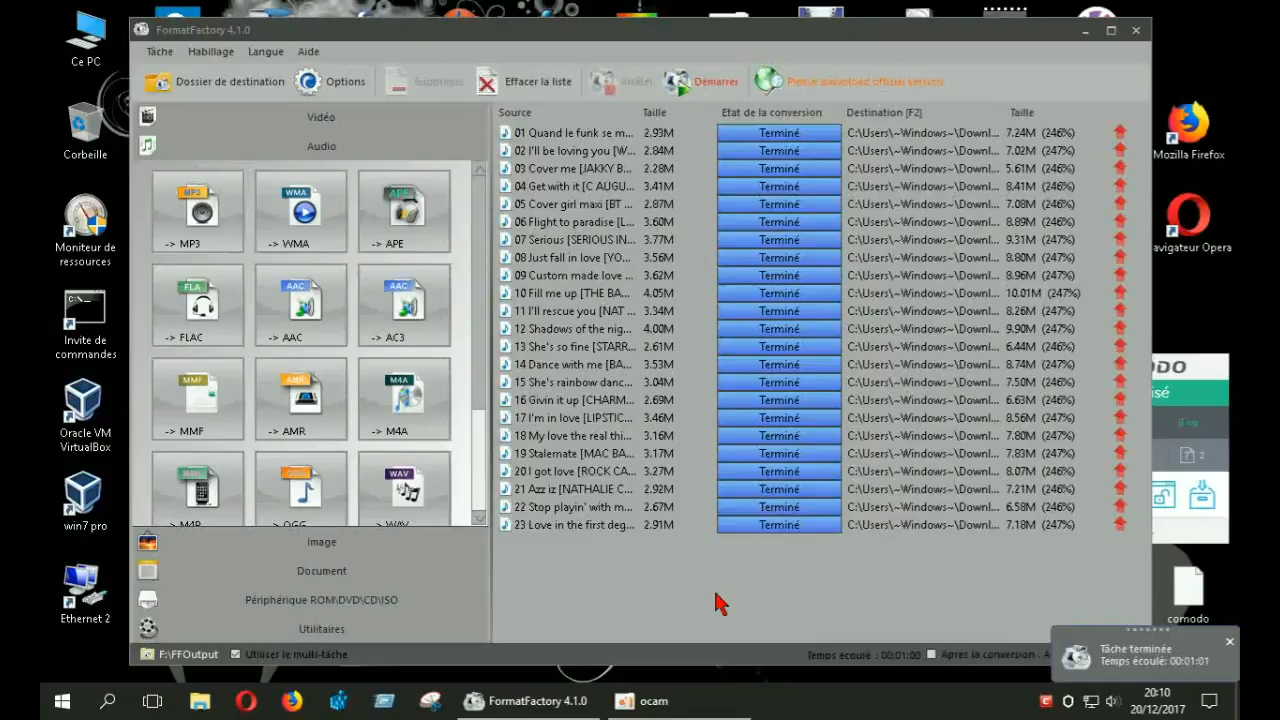 FormatFactory 4.1.0
Tâche Habillage Langue Aide
Dossier de destination Options Supprimer Effacer la liste Arrêter Démarrer Please download official version
Ce PC
Corbeille
Moniteur de ressources
Invite de commandes
Oracle VM VirtualBox
win7 pro
Ethernet 2
Vidéo
Audio
MP3 WMA APE
-> MP3 -> WMA -> APE
FLA AAC AAC
-> FLAC -> AAC -> AC3
MMF AMR M4A
-> MMF -> AMR -> M4A
WAV
Image
Document
Périphérique ROM\DVD\CD\ISO
Utilitaires
Source Taille Etat de la conversion Destination [F2] Taille
01 Quand le funk se m... 2.93M Terminé C:\Users\~Windows~\Downl... 7.24M (246%)
02 I'll be loving you [W... 2.84M Terminé C:\Users\~Windows~\Downl... 7.02M (247%)
03 Cover me [JAKKY B... 2.28M Terminé C:\Users\~Windows~\Downl... 5.61M (246%)
04 Get with it [C AUGU... 3.41M Terminé C:\Users\~Windows~\Downl... 8.41M (246%)
05 Cover girl maxi [BT ... 2.87M Terminé C:\Users\~Windows~\Downl... 7.08M (246%)
06 Flight to paradise [L... 3.60M Terminé C:\Users\~Windows~\Downl... 8.89M (246%)
07 Serious [SERIOUS IN... 3.77M Terminé C:\Users\~Windows~\Downl... 9.31M (246%)
08 Just fall in love [YO... 3.56M Terminé C:\Users\~Windows~\Downl... 8.80M (246%)
09 Custom made love ... 3.62M Terminé C:\Users\~Windows~\Downl... 8.96M (246%)
10 Fill me up [THE BA... 4.05M Terminé C:\Users\~Windows~\Downl... 10.01M (247%)
11 I'll rescue you [NAT ... 3.34M Terminé C:\Users\~Windows~\Downl... 8.26M (246%)
12 Shadows of the nig... 4.00M Terminé C:\Users\~Windows~\Downl... 9.90M (246%)
13 She's so fine [STARR... 2.61M Terminé C:\Users\~Windows~\Downl... 6.44M (246%)
14 Dance with me [BA... 3.54M Terminé C:\Users\~Windows~\Downl... 8.74M (246%)
15 She's rainbow danc... 3.04M Terminé C:\Users\~Windows~\Downl... 7.50M (246%)
16 Givin it up [CHARM... 2.69M Terminé C:\Users\~Windows~\Downl... 6.63M (246%)
17 I'm in love [LIPSTIC... 3.46M Terminé C:\Users\~Windows~\Downl... 8.56M (247%)
18 My love the real thi... 3.16M Terminé C:\Users\~Windows~\Downl... 7.80M (246%)
19 Stalemate [MAC BA... 3.17M Terminé C:\Users\~Windows~\Downl... 7.83M (246%)
20 I got love [ROCK CA... 3.27M Terminé C:\Users\~Windows~\Downl... 8.07M (246%)
21 Azz iz [NATHALIE C... 2.92M Terminé C:\Users\~Windows~\Downl... 7.21M (246%)
22 Stop playin' with m... 2.67M Terminé C:\Users\~Windows~\Downl... 6.58M (246%)
23 Love in the first deg... 2.91M Terminé C:\Users\~Windows~\Downl... 7.18M (247%)
Mozilla Firefox
avigateur Opera
ODO
isé
2
comodo
F:\FFOutput Utiliser le multi-tâche Temps écoulé : 00:01:00 Après la conversion : A
Tâche terminée
Temps écoulé: 00:01:01
FormatFactory 4.1.0 ocam
20:10
20/12/2017